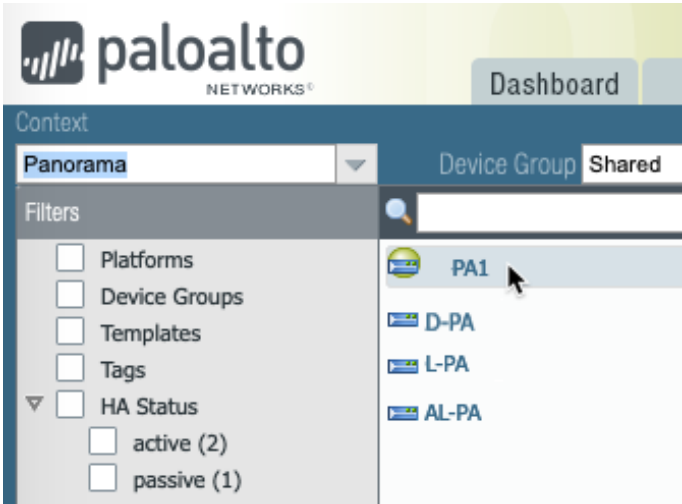 paloalto
NETWORKS®
Dashboard
Context
Panorama
Device Group Shared
Filters
Platforms
Device Groups
Templates
Tags
HA Status
active (2)
passive (1)
PA1
D-PA
L-PA
AL-PA